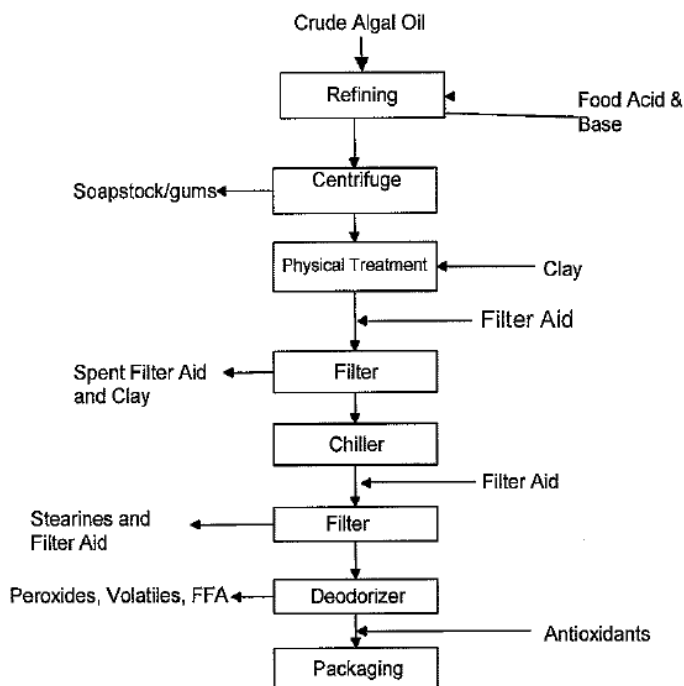 Crude Algal Oil
Refining
Food Acid &
Base
Centrifuge
Soapstock/gums
Physical Treatment
Clay
Filter Aid
Spent Filter Aid
and Clay
Filter
Chiller
Filter Aid
Stearines and
Filter Aid
Filter
Peroxides, Volatiles, FFA
Deodorizer
Antioxidants
Packaging